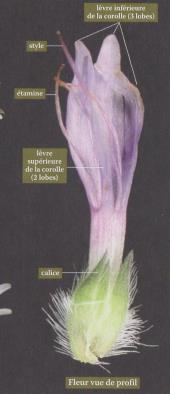 lèvre inférieure
de la corolle (3 lobes)
style
étamine
lèvre
supérieure
de la corolle
(2 lobes)
calice
Fleur vue de profil